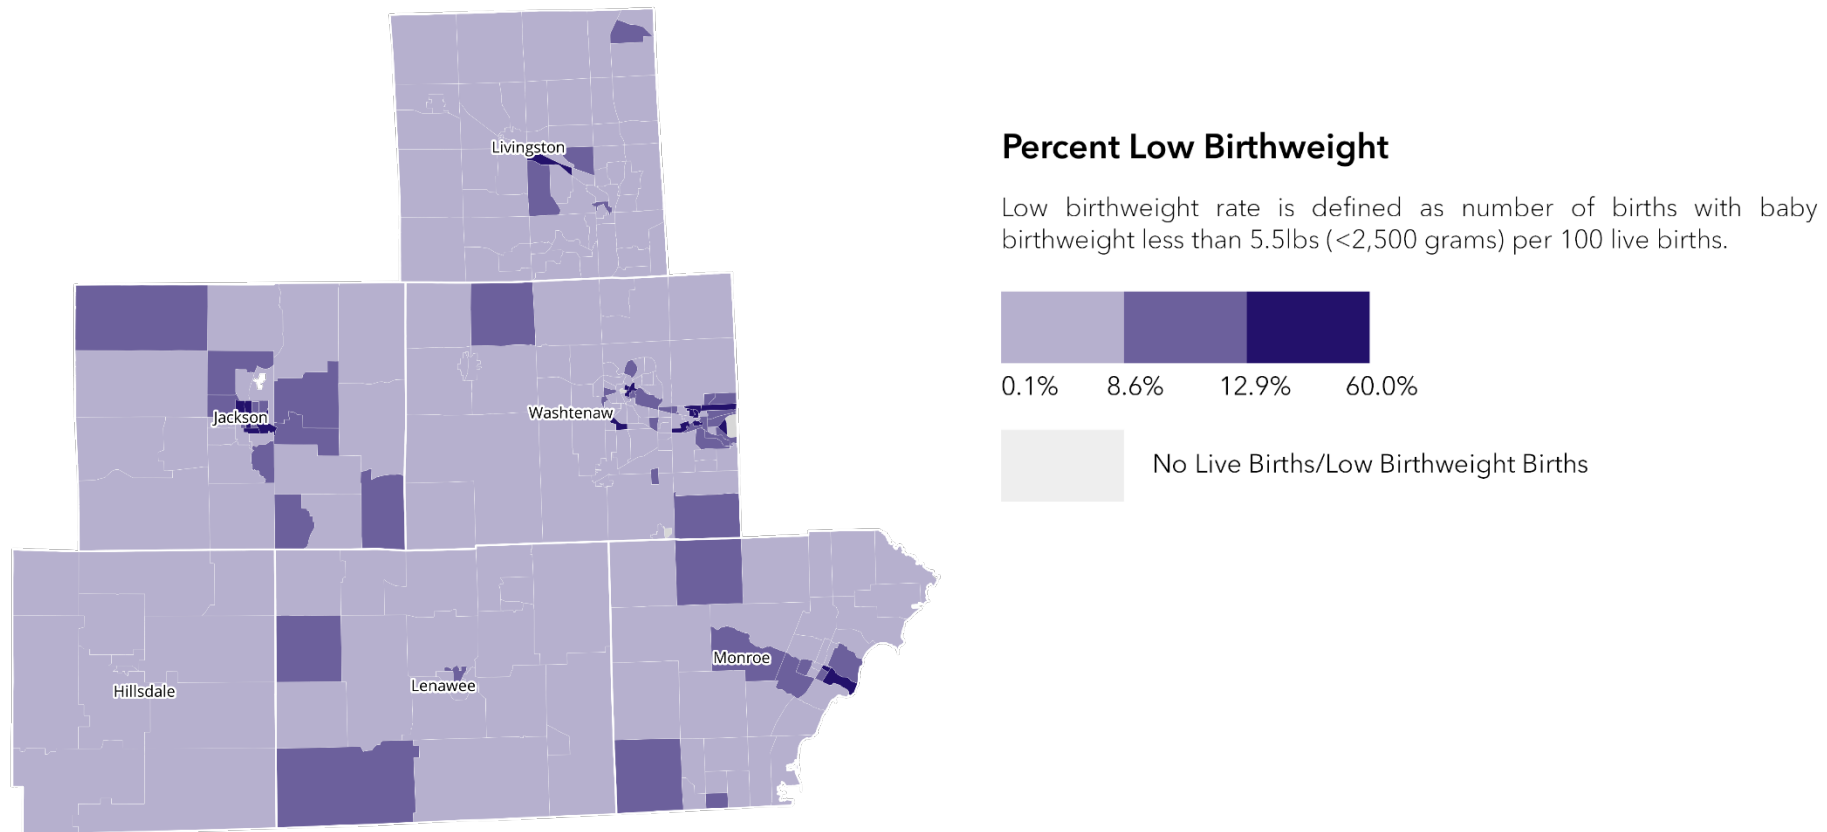 Livingston
Jackson
Washtenaw
Hillsdale
Lenawee
Monroe
Percent Low Birthweight
Low birthweight rate is defined as number of births with baby
birthweight less than 5.5lbs (<2,500 grams) per 100 live births.
0.1% 8.6% 12.9% 60.0%
No Live Births/Low Birthweight Births